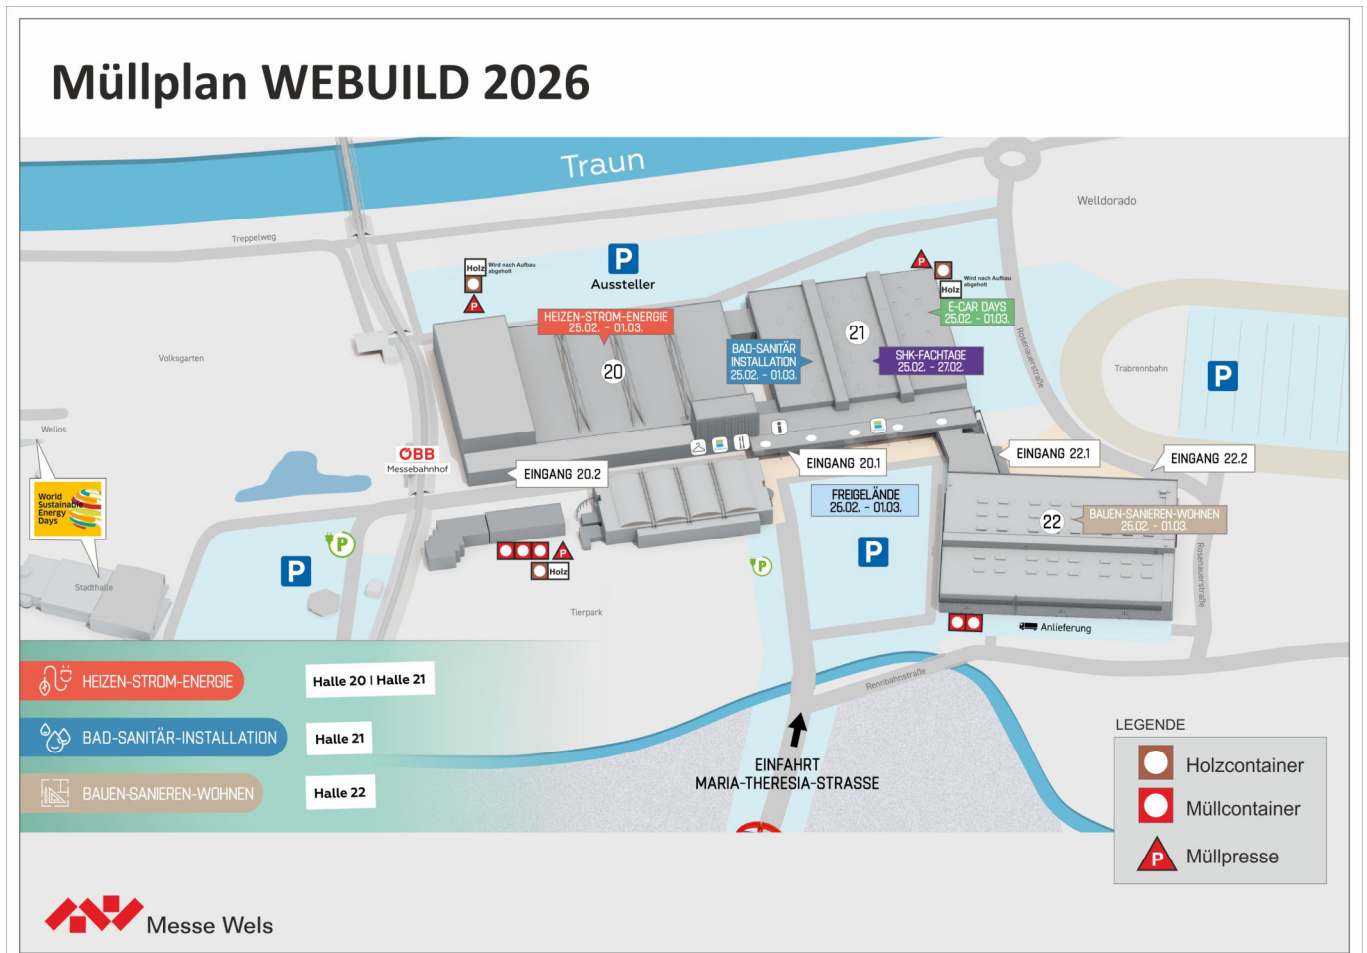 Müllplan WEBUILD 2026
Traun
Welldorado
Treppelweg
Holz
Wird nach Aufbau
abgeholt
P
P
Aussteller
P
Wird nach Aufbau
abgeholt
Holz
HEIZEN-STROM-ENERGIE
25.02. - 01.03.
E-CAR DAYS
25.02. - 01.03.
21
BAD-SANITÄR
INSTALLATION
25.02. - 01.03.
SHK-FACHTAGE
25.02. - 27.02.
20
Rosenauerstraße
Volksgarten
Trabrennbahn
P
Welios
ÖBB
Messebahnhof
i
EINGANG 20.2
EINGANG 20.1
EINGANG 22.1
EINGANG 22.2
World
Sustainable
Energy
Days
FREIGELÄNDE
26.02. - 01.03.
22
BAUEN-SANIEREN-WOHNEN
26.02. - 01.03.
P
P
P
Holz
P
P
Stadthalle
Tierpark
Rosenauerstraße
Anlieferung
Rennbahnstraße
HEIZEN-STROM-ENERGIE
Halle 20 | Halle 21
BAD-SANITÄR-INSTALLATION
Halle 21
BAUEN-SANIEREN-WOHNEN
Halle 22
EINFAHRT
MARIA-THERESIA-STRASSE
LEGENDE
Holzcontainer
Müllcontainer
P
Müllpresse
Messe Wels